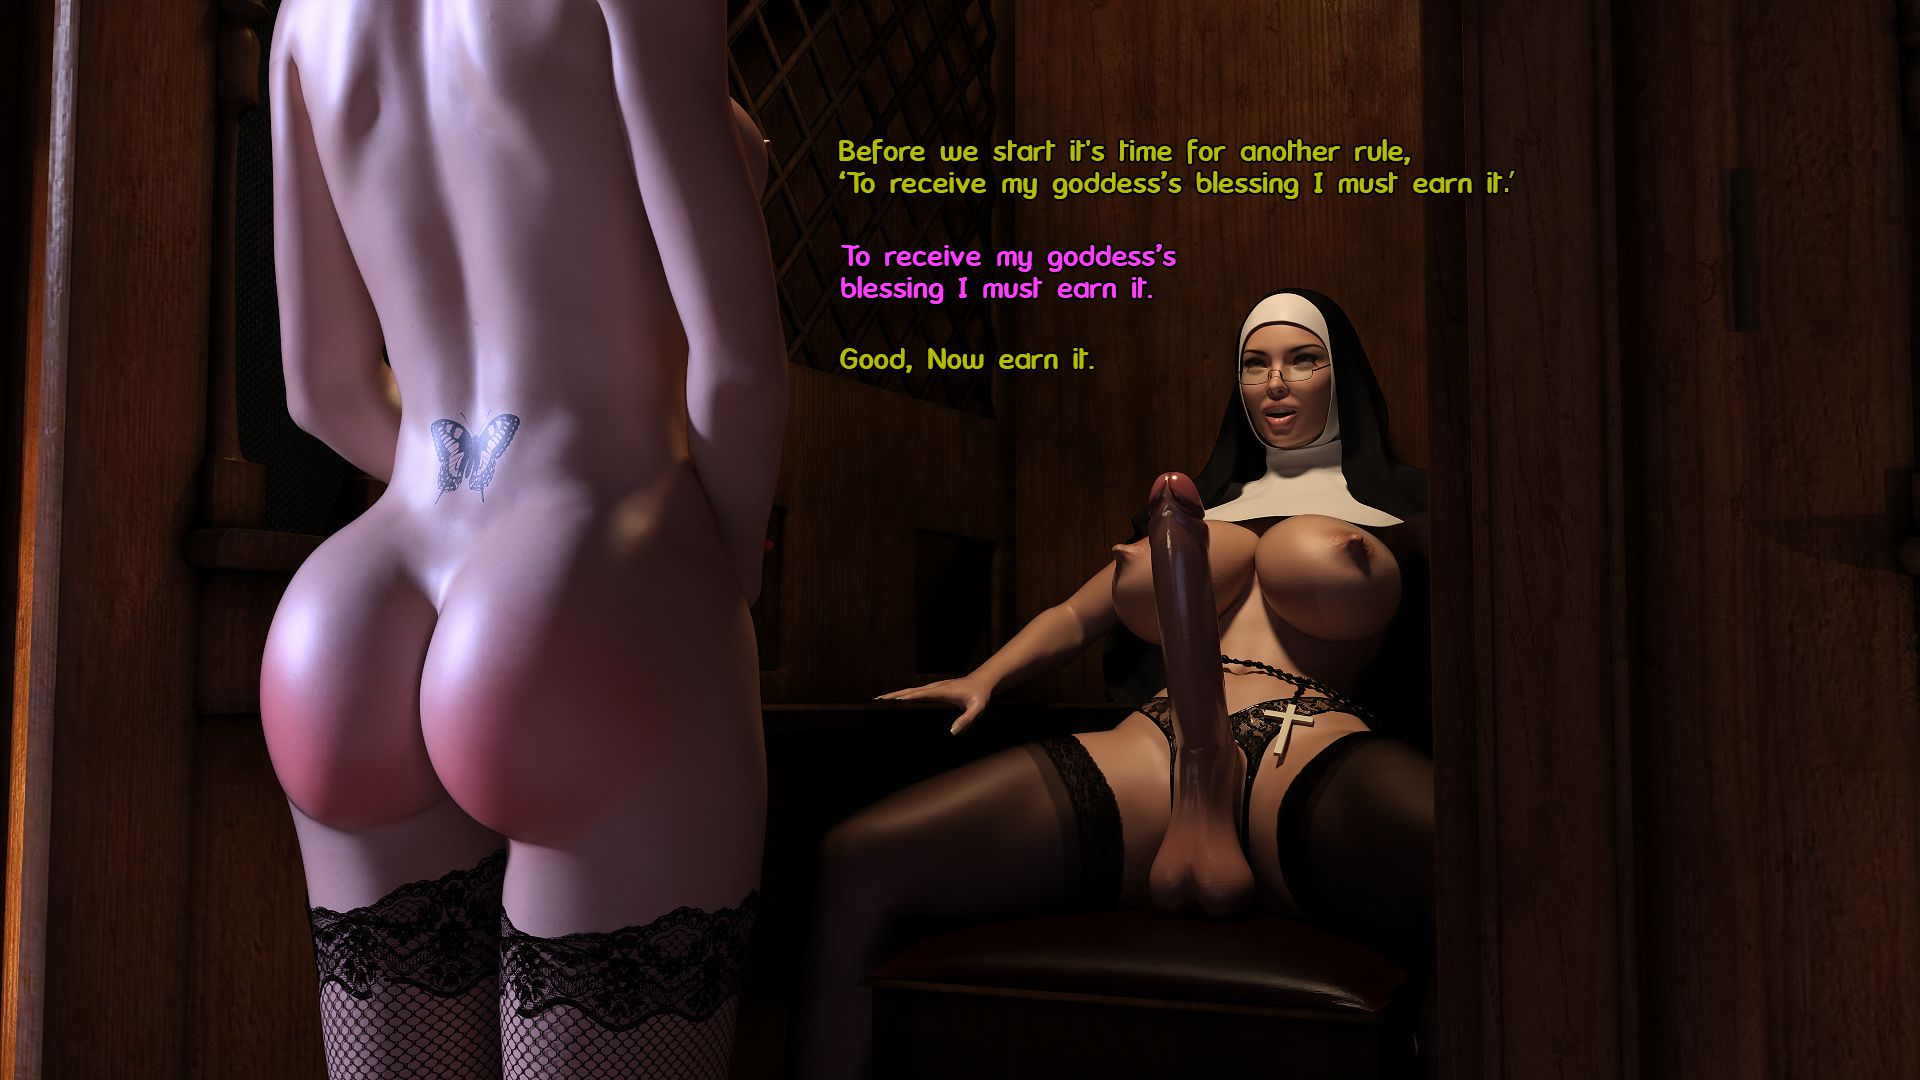 Before we start it's time for another rule,
‘To receive my goddess’s blessing I must earn it.’
To receive my goddess’s
blessing I must earn it.
Good, Now earn it.